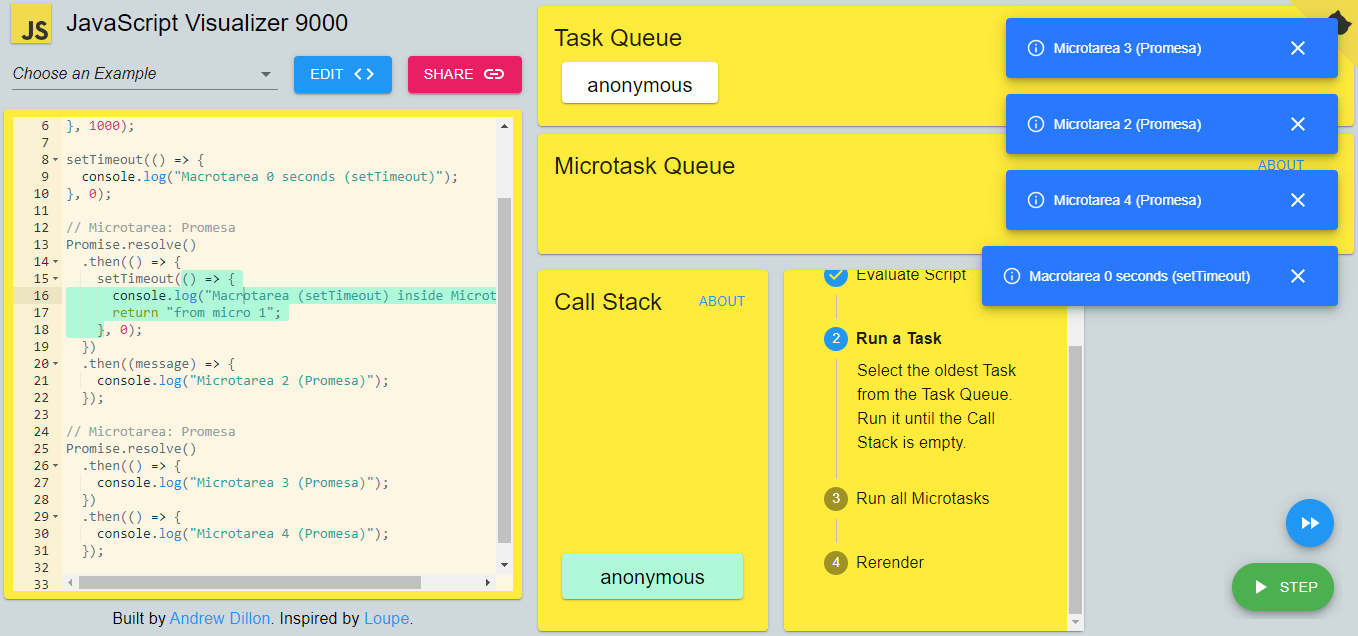 JS
JavaScript Visualizer 9000
Choose an Example
EDIT
SHARE
6 }, 1000);
7
8 setTimeout(() => {
9 console.log("Macrotarea 0 seconds (setTimeout)");
10 }, 0);
11
12 // Microtarea: Promesa
13 Promise.resolve()
14 .then(() => {
15 setTimeout(() => {
16 console.log("Macrotarea (setTimeout) inside Microt
17 return "from micro 1";
18 }, 0);
19 })
20 .then((message) => {
21 console.log("Microtarea 2 (Promesa)");
22 });
23
24 // Microtarea: Promesa
25 Promise.resolve()
26 .then(() => {
27 console.log("Microtarea 3 (Promesa)");
28 })
29 .then(() => {
30 console.log("Microtarea 4 (Promesa)");
31 });
32
33
Built by Andrew Dillon. Inspired by Loupe.
Task Queue
anonymous
Microtask Queue
ABOUT
Call Stack
ABOUT
anonymous
Evaluate Script
2 Run a Task
Select the oldest Task
from the Task Queue.
Run it until the Call
Stack is empty.
3 Run all Microtasks
4 Rerender
Microtarea 3 (Promesa)
Microtarea 2 (Promesa)
Microtarea 4 (Promesa)
Macrotarea 0 seconds (setTimeout)
STEP